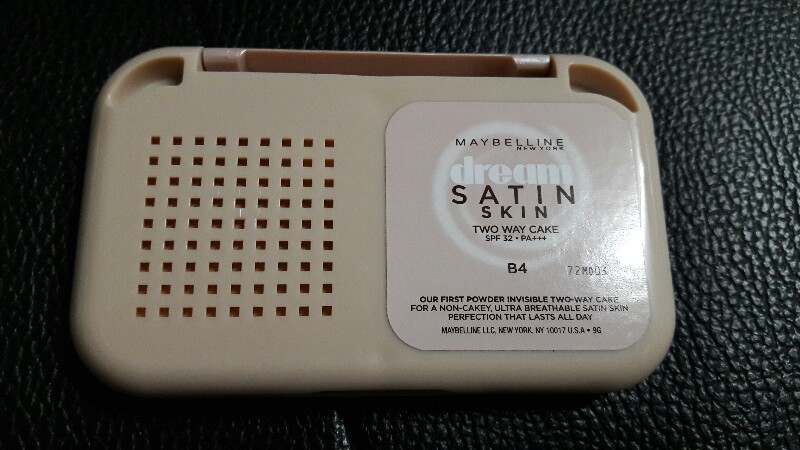 MAYBELLINE
NEW YORK
dream
SATIN
SKIN
TWO WAY CAKE
SPF 32 • PA+++
B4 72M003
OUR FIRST POWDER INVISIBLE TWO-WAY CAKE
FOR A NON-CAKEY, ULTRA BREATHABLE SATIN SKIN
PERFECTION THAT LASTS ALL DAY
MAYBELLINE LLC, NEW YORK, NY 10017 U.S.A • 9G